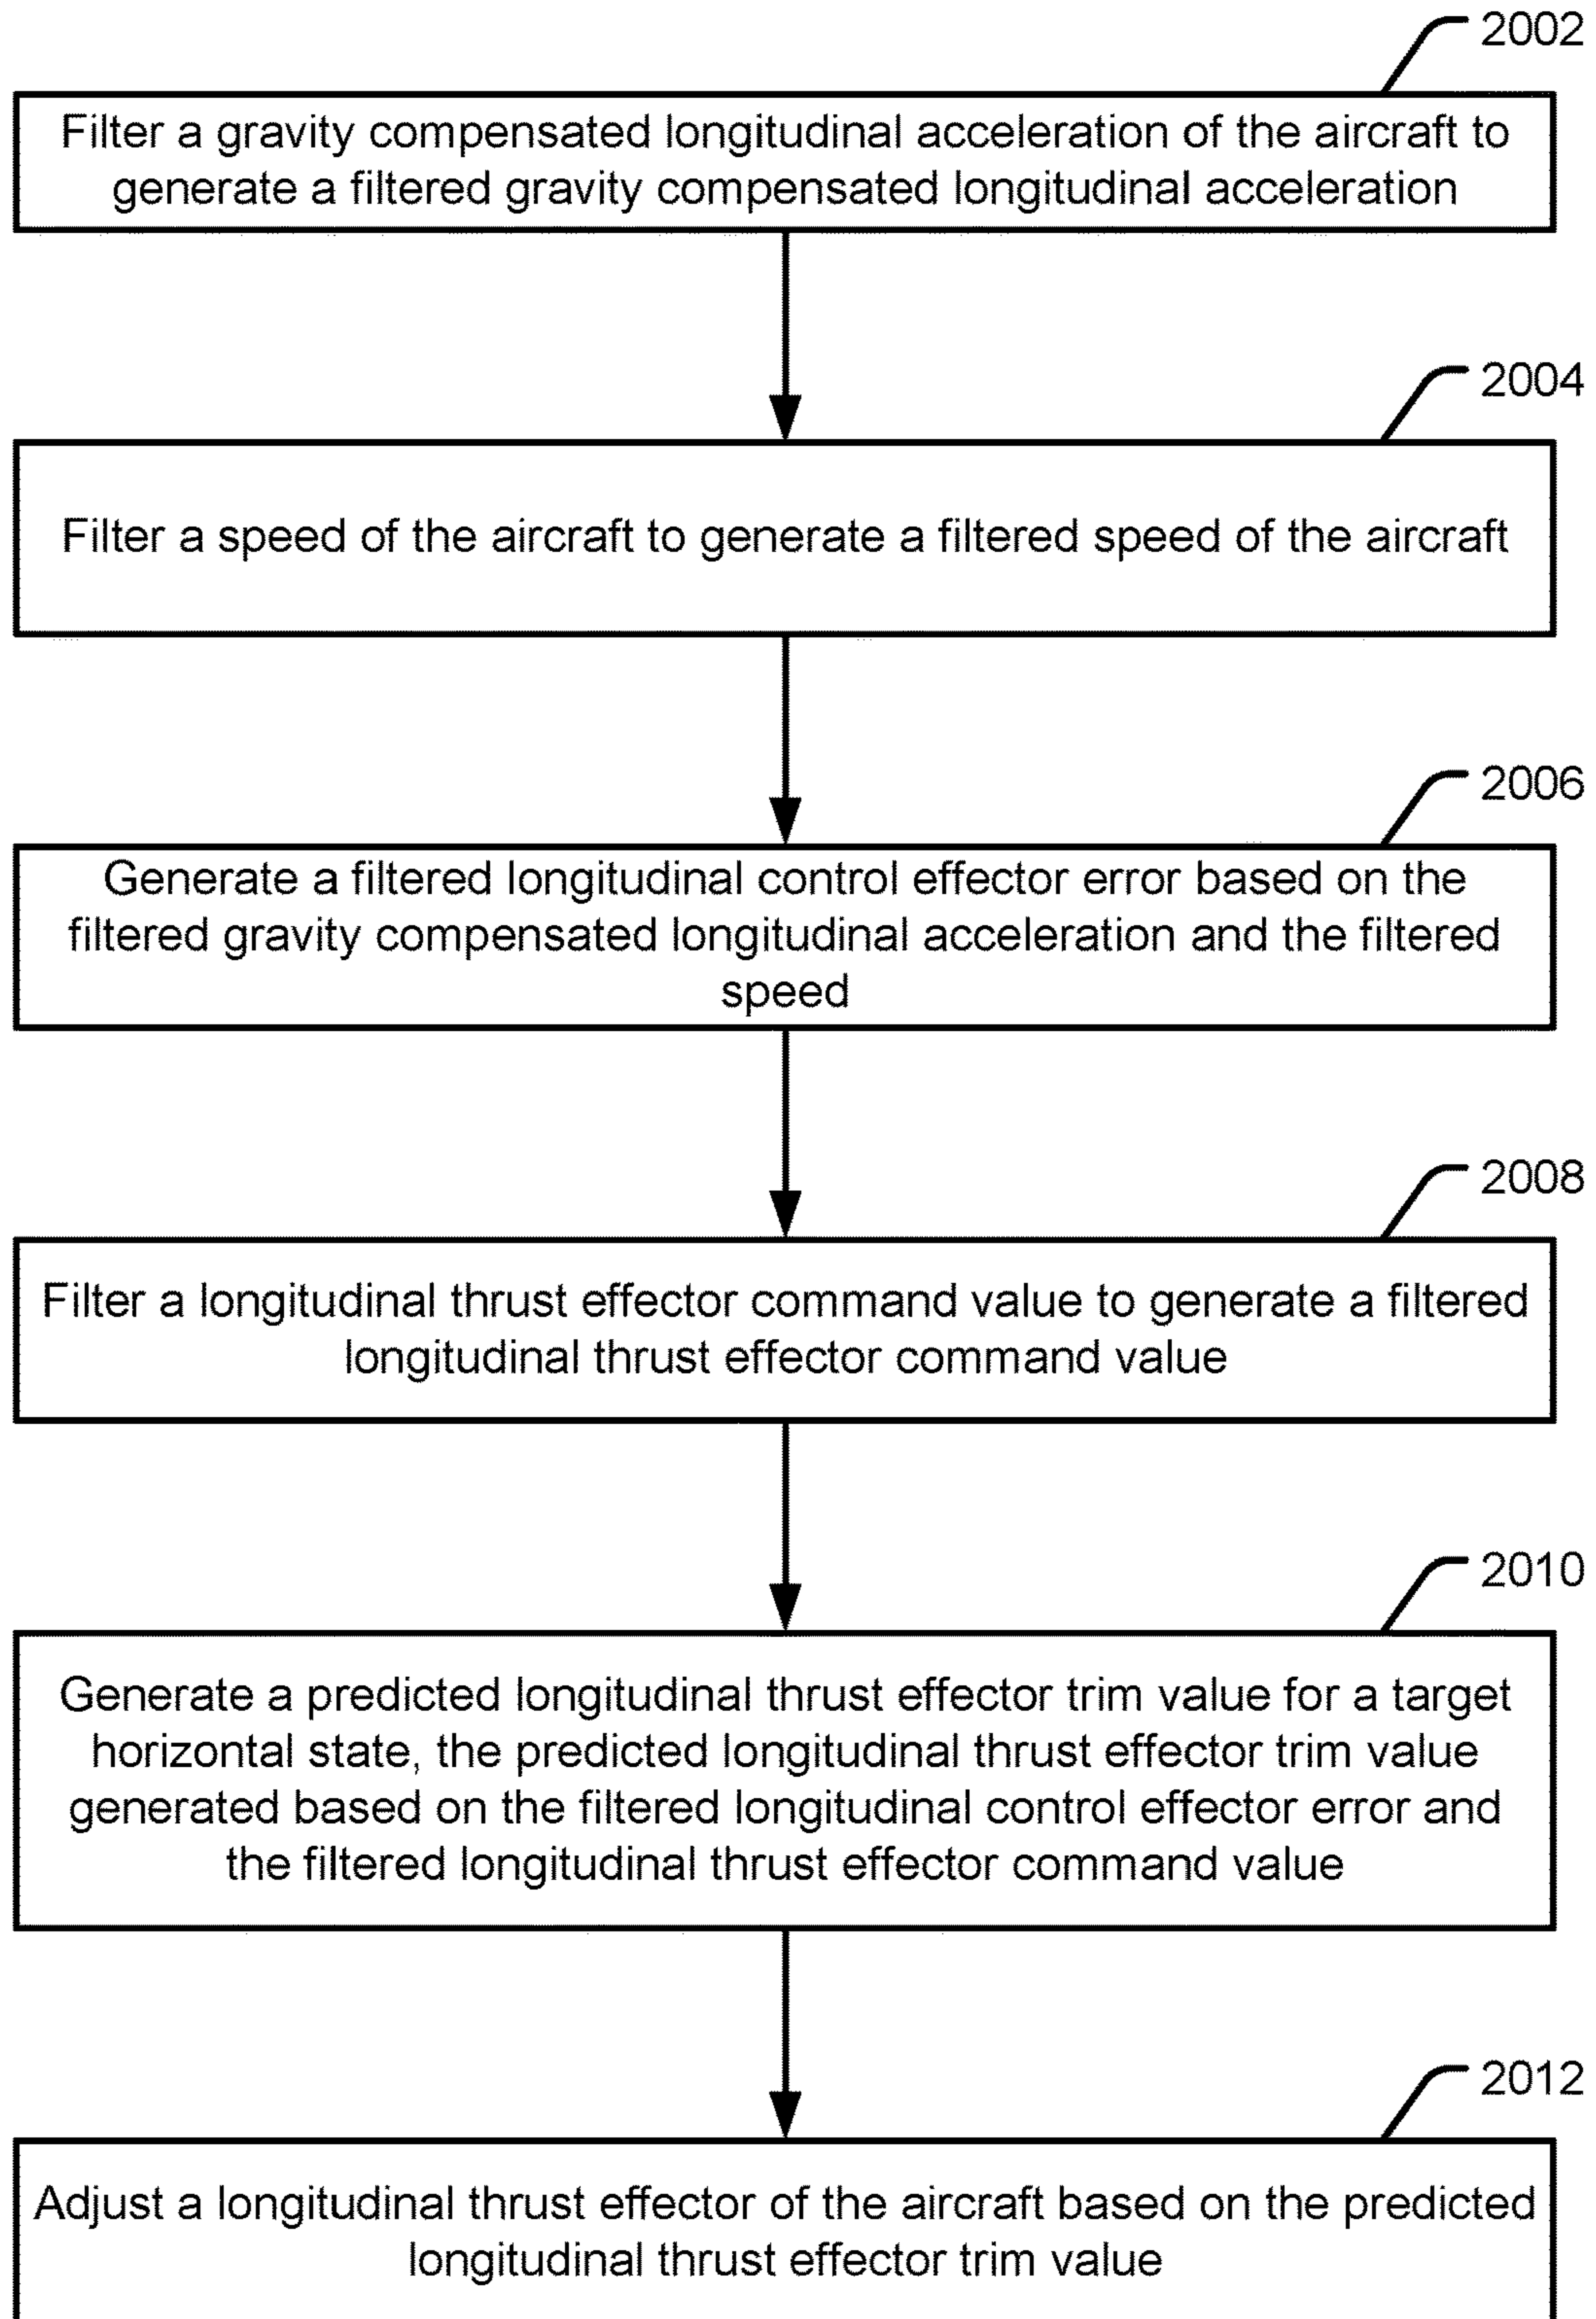 2002
Filter a gravity compensated longitudinal acceleration of the aircraft to
generate a filtered gravity compensated longitudinal acceleration
2004
Filter a speed of the aircraft to generate a filtered speed of the aircraft
2006
Generate a filtered longitudinal control effector error based on the
filtered gravity compensated longitudinal acceleration and the filtered
speed
2008
Filter a longitudinal thrust effector command value to generate a filtered
longitudinal thrust effector command value
2010
Generate a predicted longitudinal thrust effector trim value for a target
horizontal state, the predicted longitudinal thrust effector trim value
generated based on the filtered longitudinal control effector error and
the filtered longitudinal thrust effector command value
2012
Adjust a longitudinal thrust effector of the aircraft based on the predicted
longitudinal thrust effector trim value